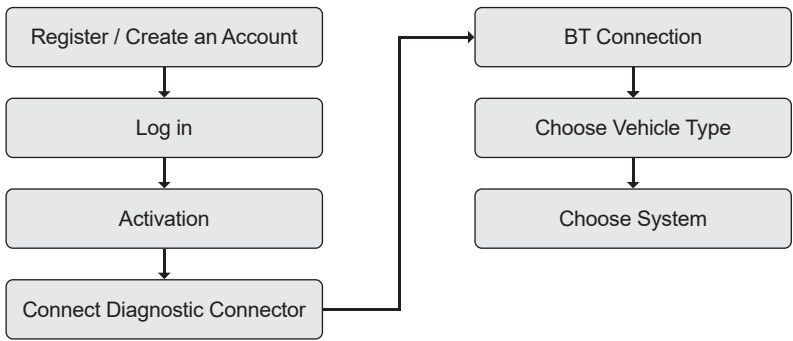 Register / Create an Account
Log in
Activation
Connect Diagnostic Connector
BT Connection
Choose Vehicle Type
Choose System